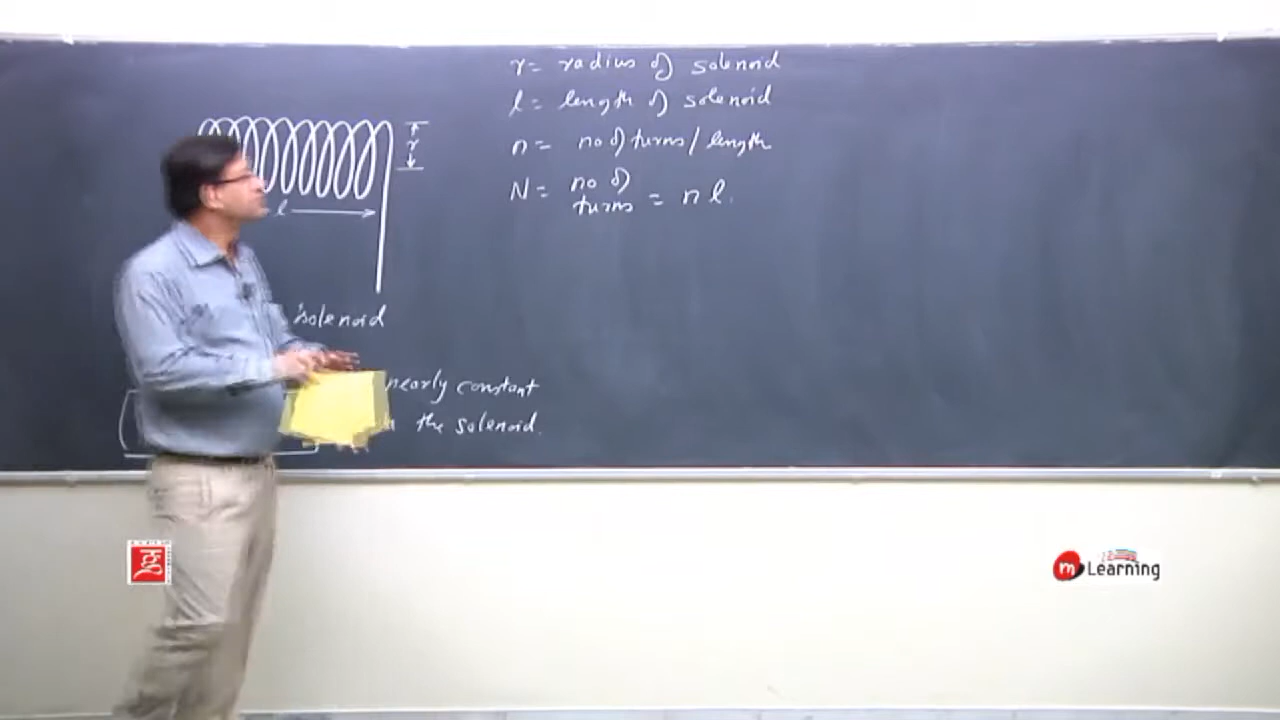 r = radius of solenoid
l = length of solenoid
n = no of turns / length
N = no of turns = n l.
r
l
solenoid
nearly constant
the solenoid.
m Learning